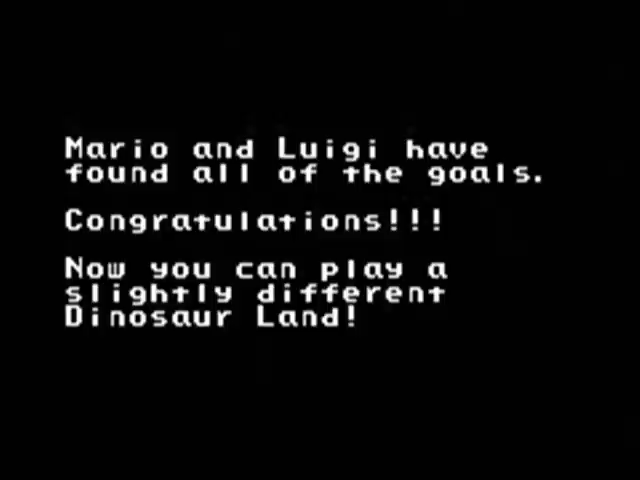 Mario and Luigi have
found all of the goals.
Congratulations!!!
Now you can play a
slightly different
Dinosaur Land!